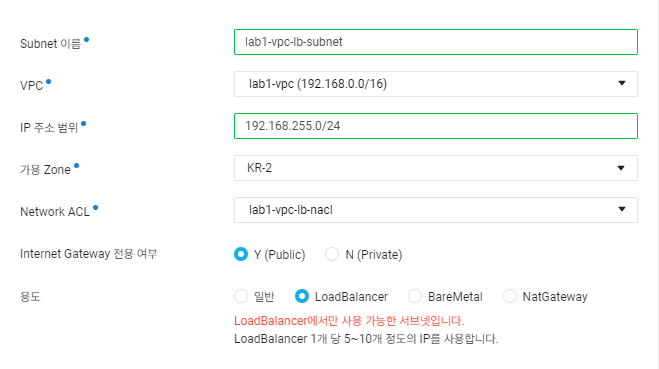 Subnet 이름
lab1-vpc-lb-subnet
VPC
lab1-vpc (192.168.0.0/16)
IP 주소 범위
192.168.255.0/24
가용 Zone
KR-2
Network ACL
lab1-vpc-lb-nacl
Internet Gateway 전용 여부
Y (Public) N (Private)
용도
일반 LoadBalancer BareMetal NatGateway
LoadBalancer에서만 사용 가능한 서브넷입니다.
LoadBalancer 1개 당 5~10개 정도의 IP를 사용합니다.